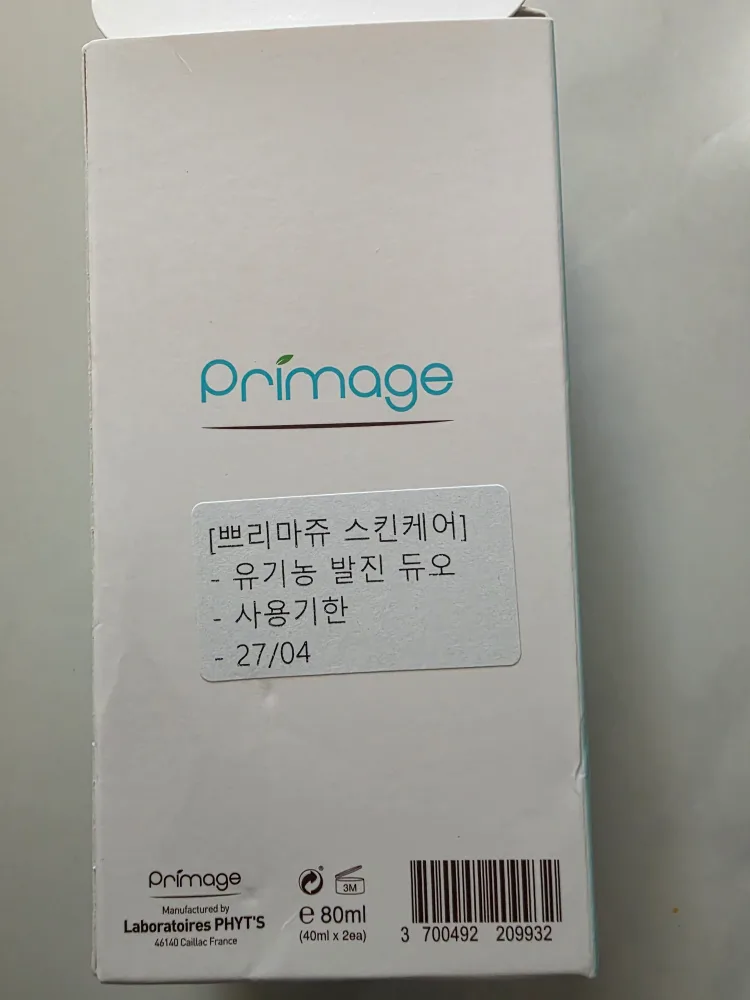 Primage
[쁘리마쥬 스킨케어]
- 유기농 발진 듀오
- 사용기한
- 27/04
Primage
Manufactured by
Laboratoires PHYT'S
46140 Caillac France
3M
e 80ml
(40ml x 2ea)
3 700492 209932